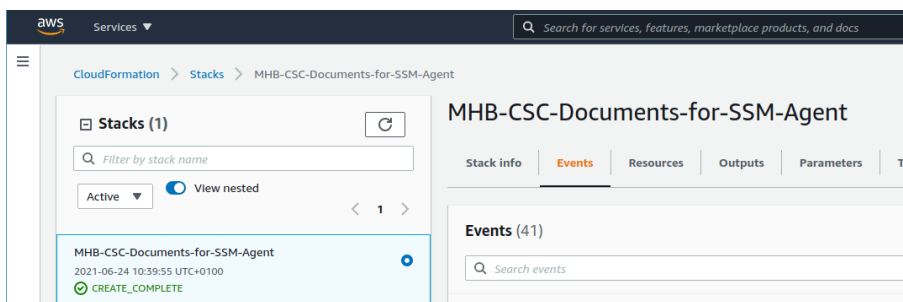 aws Services ▼ Search for services, features, marketplace products, and docs
CloudFormation > Stacks > MHB-CSC-Documents-for-SSM-Agent
Stacks (1)
Filter by stack name
Active ▼ View nested
< 1 >
MHB-CSC-Documents-for-SSM-Agent
2021-06-24 10:39:55 UTC+0100
CREATE_COMPLETE
MHB-CSC-Documents-for-SSM-Agent
Stack info Events Resources Outputs Parameters
Events (41)
Search events